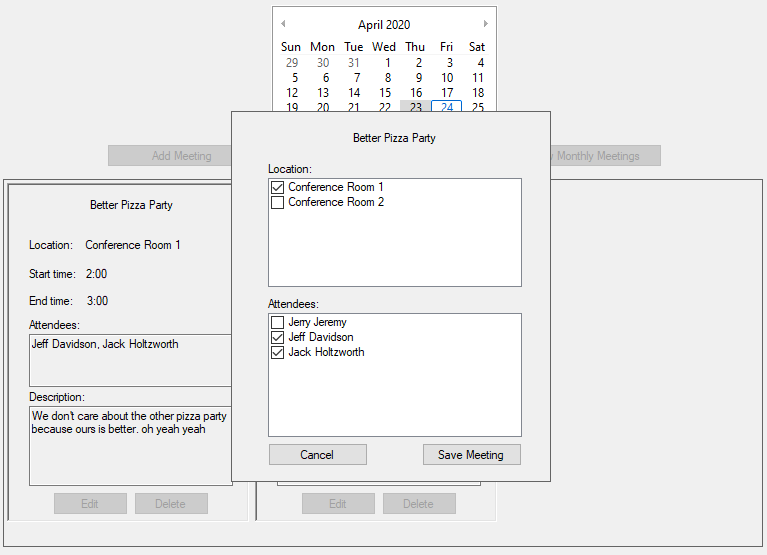 April 2020
Sun Mon Tue Wed Thu Fri Sat
29 30 31 1 2 3 4
5 6 7 8 9 10 11
12 13 14 15 16 17 18
19 20 21 22 23 24 25
Add Meeting
Monthly Meetings
Better Pizza Party
Location: Conference Room 1
Start time: 2:00
End time: 3:00
Attendees:
Jeff Davidson, Jack Holtzworth
Description:
We don't care about the other pizza party
because ours is better. oh yeah yeah
Edit Delete
Better Pizza Party
Location:
Conference Room 1
Conference Room 2
Attendees:
Jerry Jeremy
Jeff Davidson
Jack Holtzworth
Cancel Save Meeting
Edit Delete